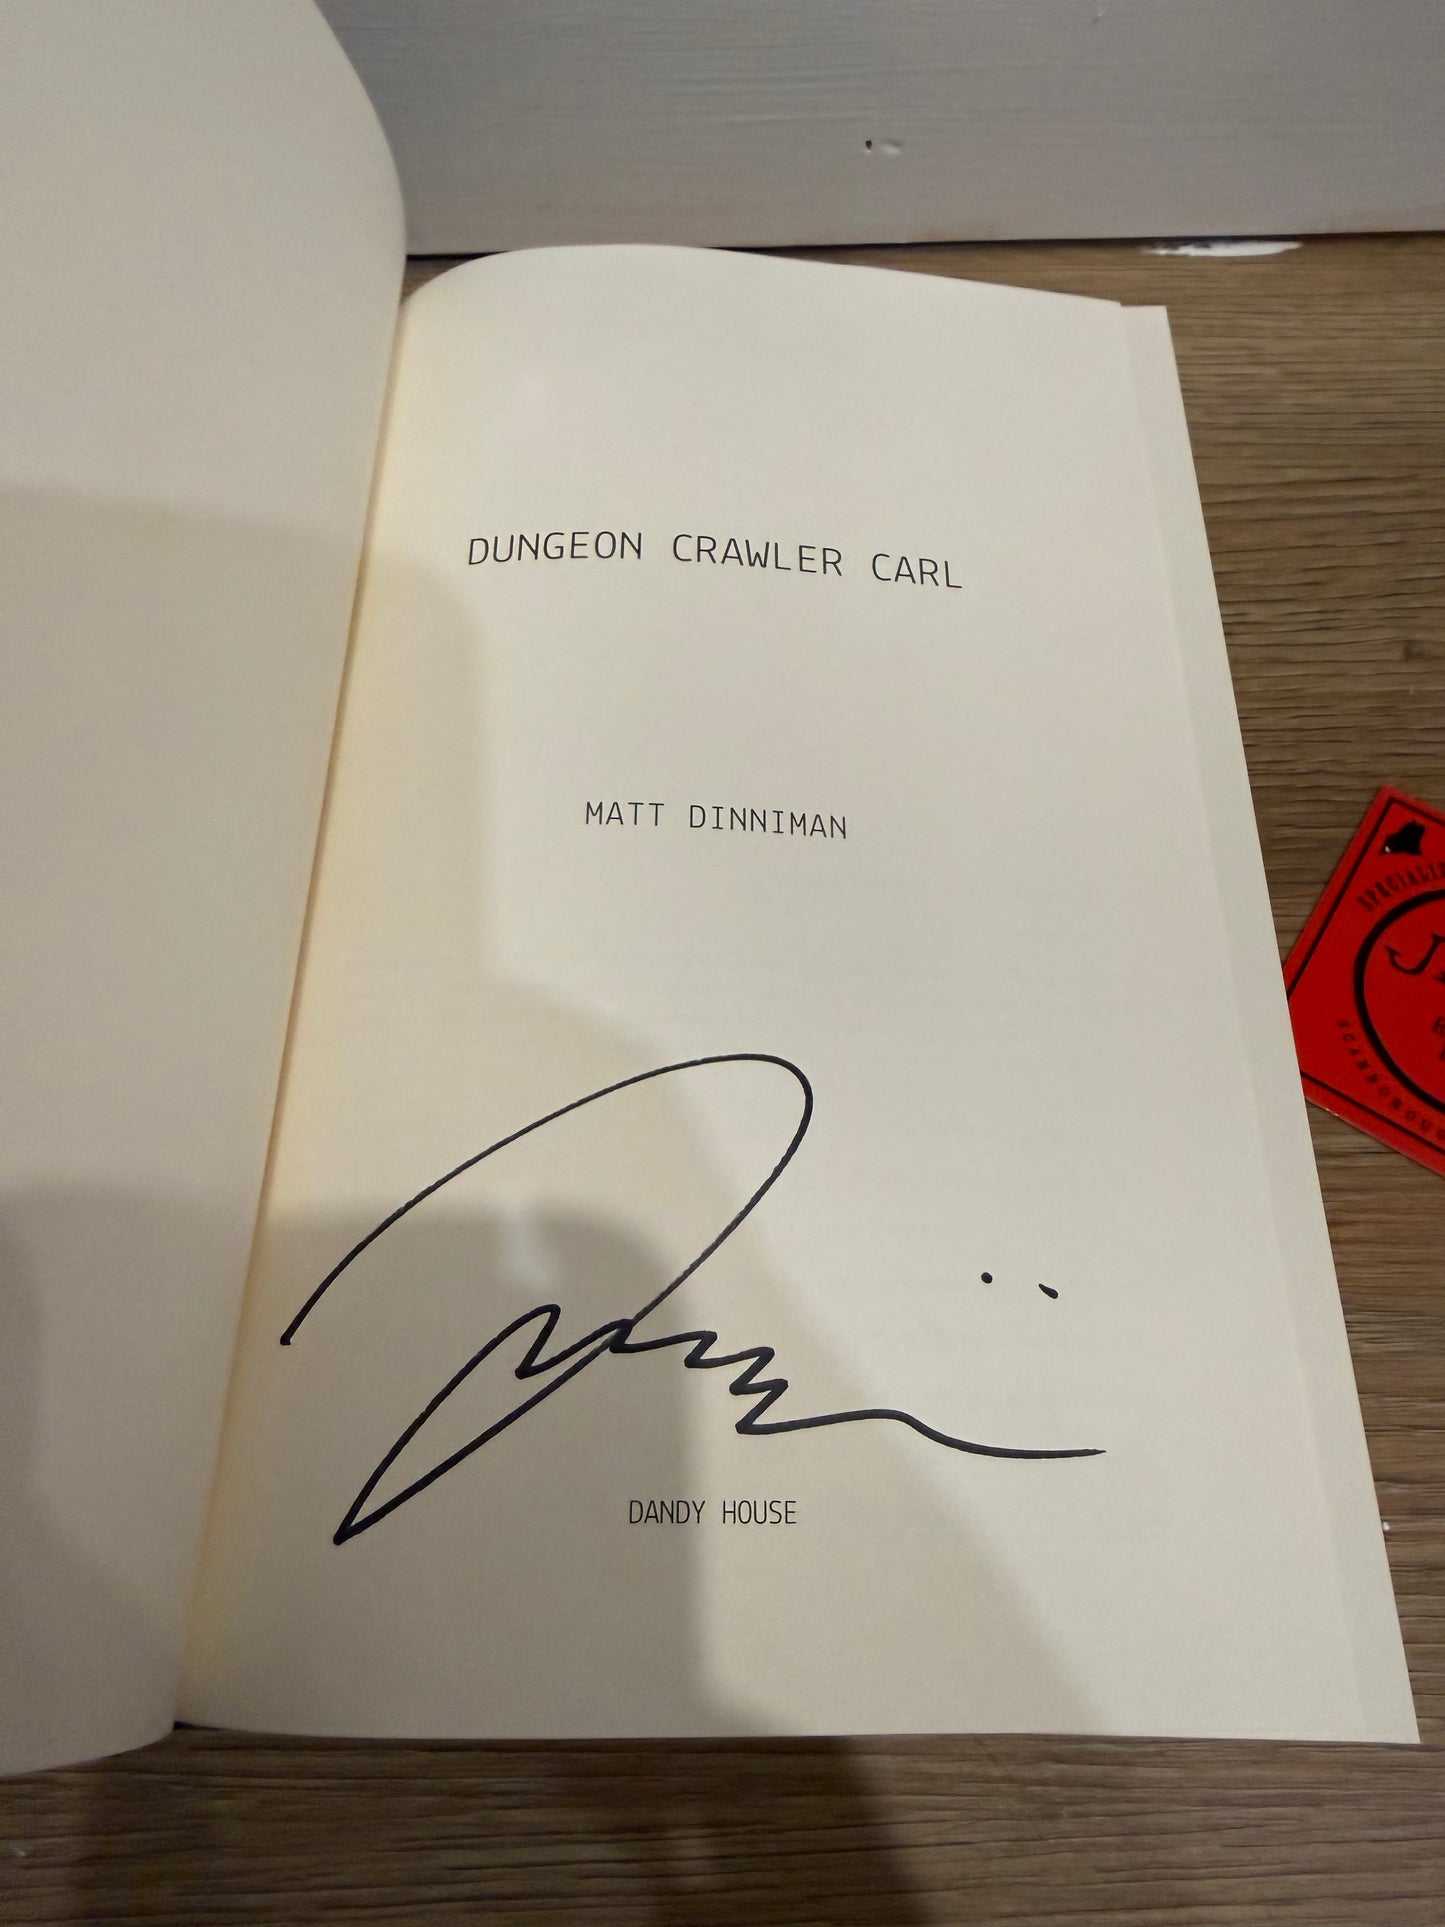 DUNGEON CRAWLER CARL
MATT DINNIMAN
DANDY HOUSE